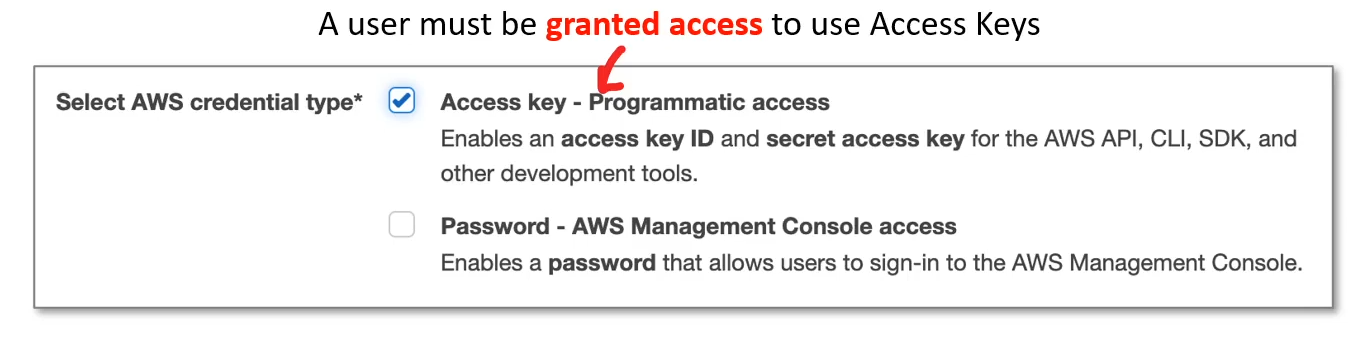 A user must be granted access to use Access Keys
Select AWS credential type*
Access key - Programmatic access
Enables an access key ID and secret access key for the AWS API, CLI, SDK, and
other development tools.
Password - AWS Management Console access
Enables a password that allows users to sign-in to the AWS Management Console.